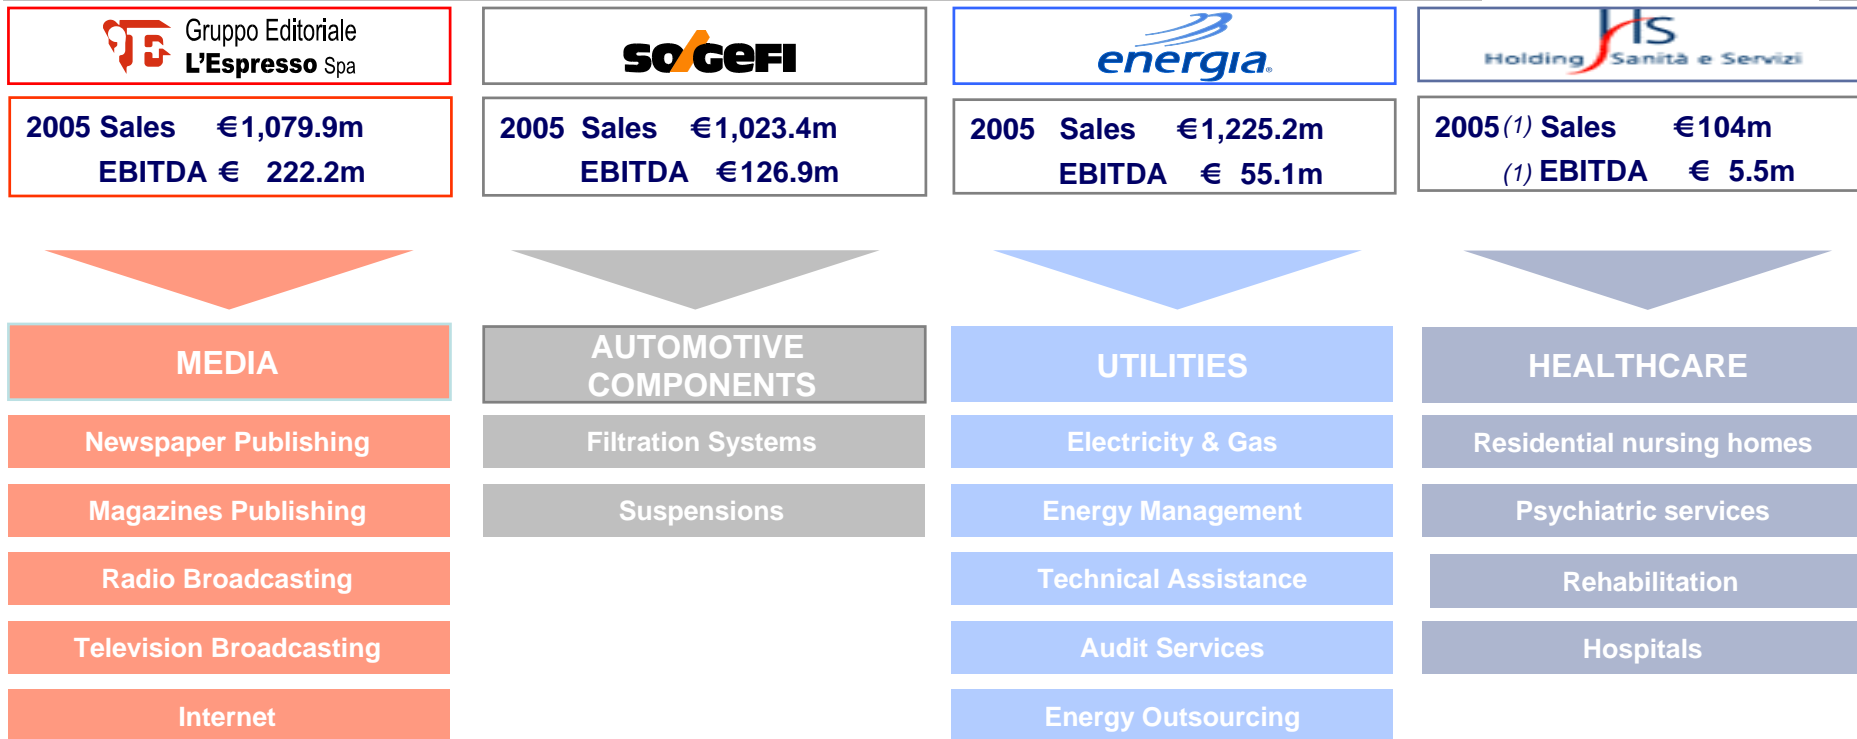 Gruppo Editoriale
L'Espresso Spa
2005 Sales €1,079.9m
EBITDA € 222.2m
MEDIA
Newspaper Publishing
Magazines Publishing
Radio Broadcasting
Television Broadcasting
Internet
SOGEFI
2005 Sales €1,023.4m
EBITDA €126.9m
AUTOMOTIVE
COMPONENTS
Filtration Systems
Suspensions
energia
2005 Sales €1,225.2m
EBITDA € 55.1m
UTILITIES
Electricity & Gas
Energy Management
Technical Assistance
Audit Services
Energy Outsourcing
HS
Holding Sanità e Servizi
2005 (1) Sales €104m
(1) EBITDA € 5.5m
HEALTHCARE
Residential nursing homes
Psychiatric services
Rehabilitation
Hospitals